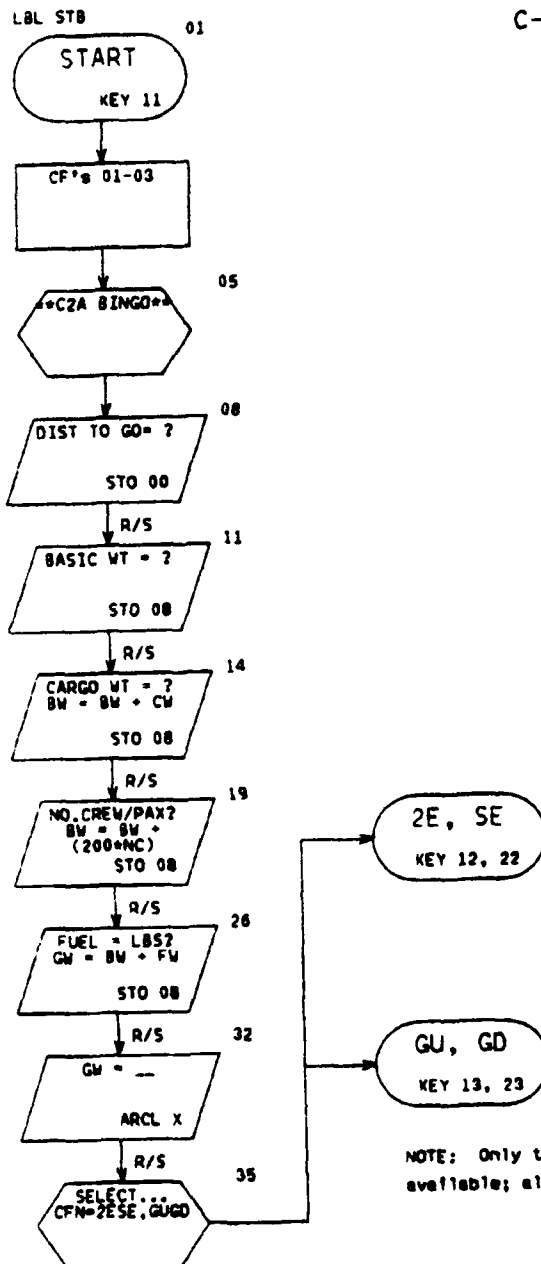 LBL STB
01
C-
START
KEY 11
CF's 01-03
05
**C2A BINGO**
08
DIST TO GO= ?
STO 00
R/S
11
BASIC WT = ?
STO 08
R/S
14
CARGO WT = ?
BW = BW + CW
STO 08
R/S
19
NO.CREW/PAX?
BW = BW +
(200*NC)
STO 08
R/S
26
FUEL = LBS?
GW = BW + FW
STO 08
R/S
32
GW = __
ARCL X
R/S
35
SELECT...
CFN=2ESE,GUGD
2E, SE
KEY 12, 22
GU, GD
KEY 13, 23
NOTE: Only t
available; al